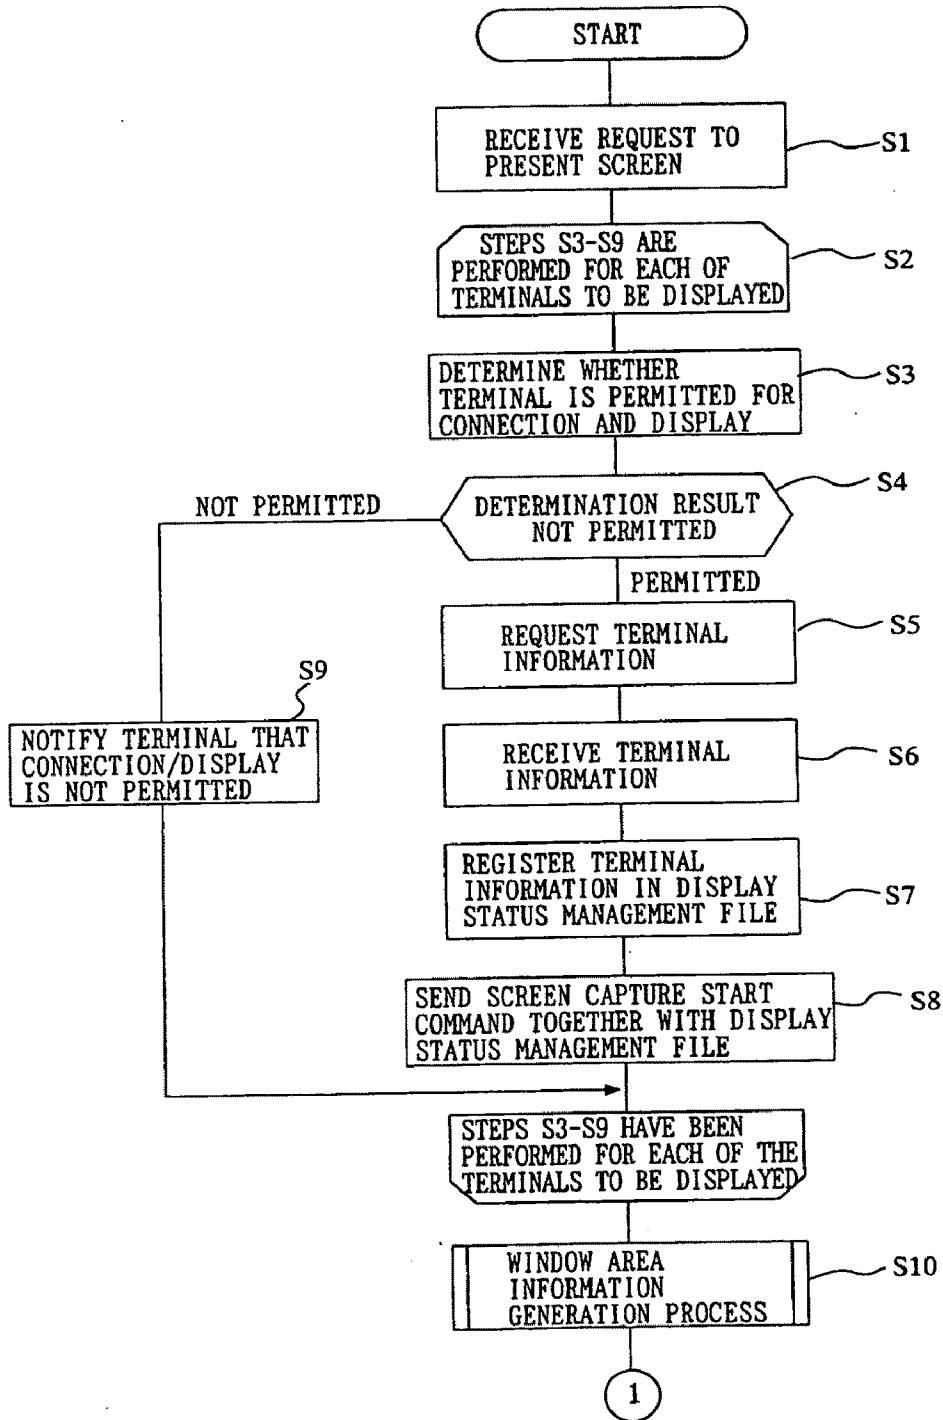 START
RECEIVE REQUEST TO
PRESENT SCREEN
S1
STEPS S3-S9 ARE
PERFORMED FOR EACH OF
TERMINALS TO BE DISPLAYED
S2
DETERMINE WHETHER
TERMINAL IS PERMITTED FOR
CONNECTION AND DISPLAY
S3
DETERMINATION RESULT
NOT PERMITTED
S4
NOT PERMITTED
PERMITTED
REQUEST TERMINAL
INFORMATION
S5
S9
NOTIFY TERMINAL THAT
CONNECTION/DISPLAY
IS NOT PERMITTED
RECEIVE TERMINAL
INFORMATION
S6
REGISTER TERMINAL
INFORMATION IN DISPLAY
STATUS MANAGEMENT FILE
S7
SEND SCREEN CAPTURE START
COMMAND TOGETHER WITH DISPLAY
STATUS MANAGEMENT FILE
S8
STEPS S3-S9 HAVE BEEN
PERFORMED FOR EACH OF THE
TERMINALS TO BE DISPLAYED
WINDOW AREA
INFORMATION
GENERATION PROCESS
S10
1